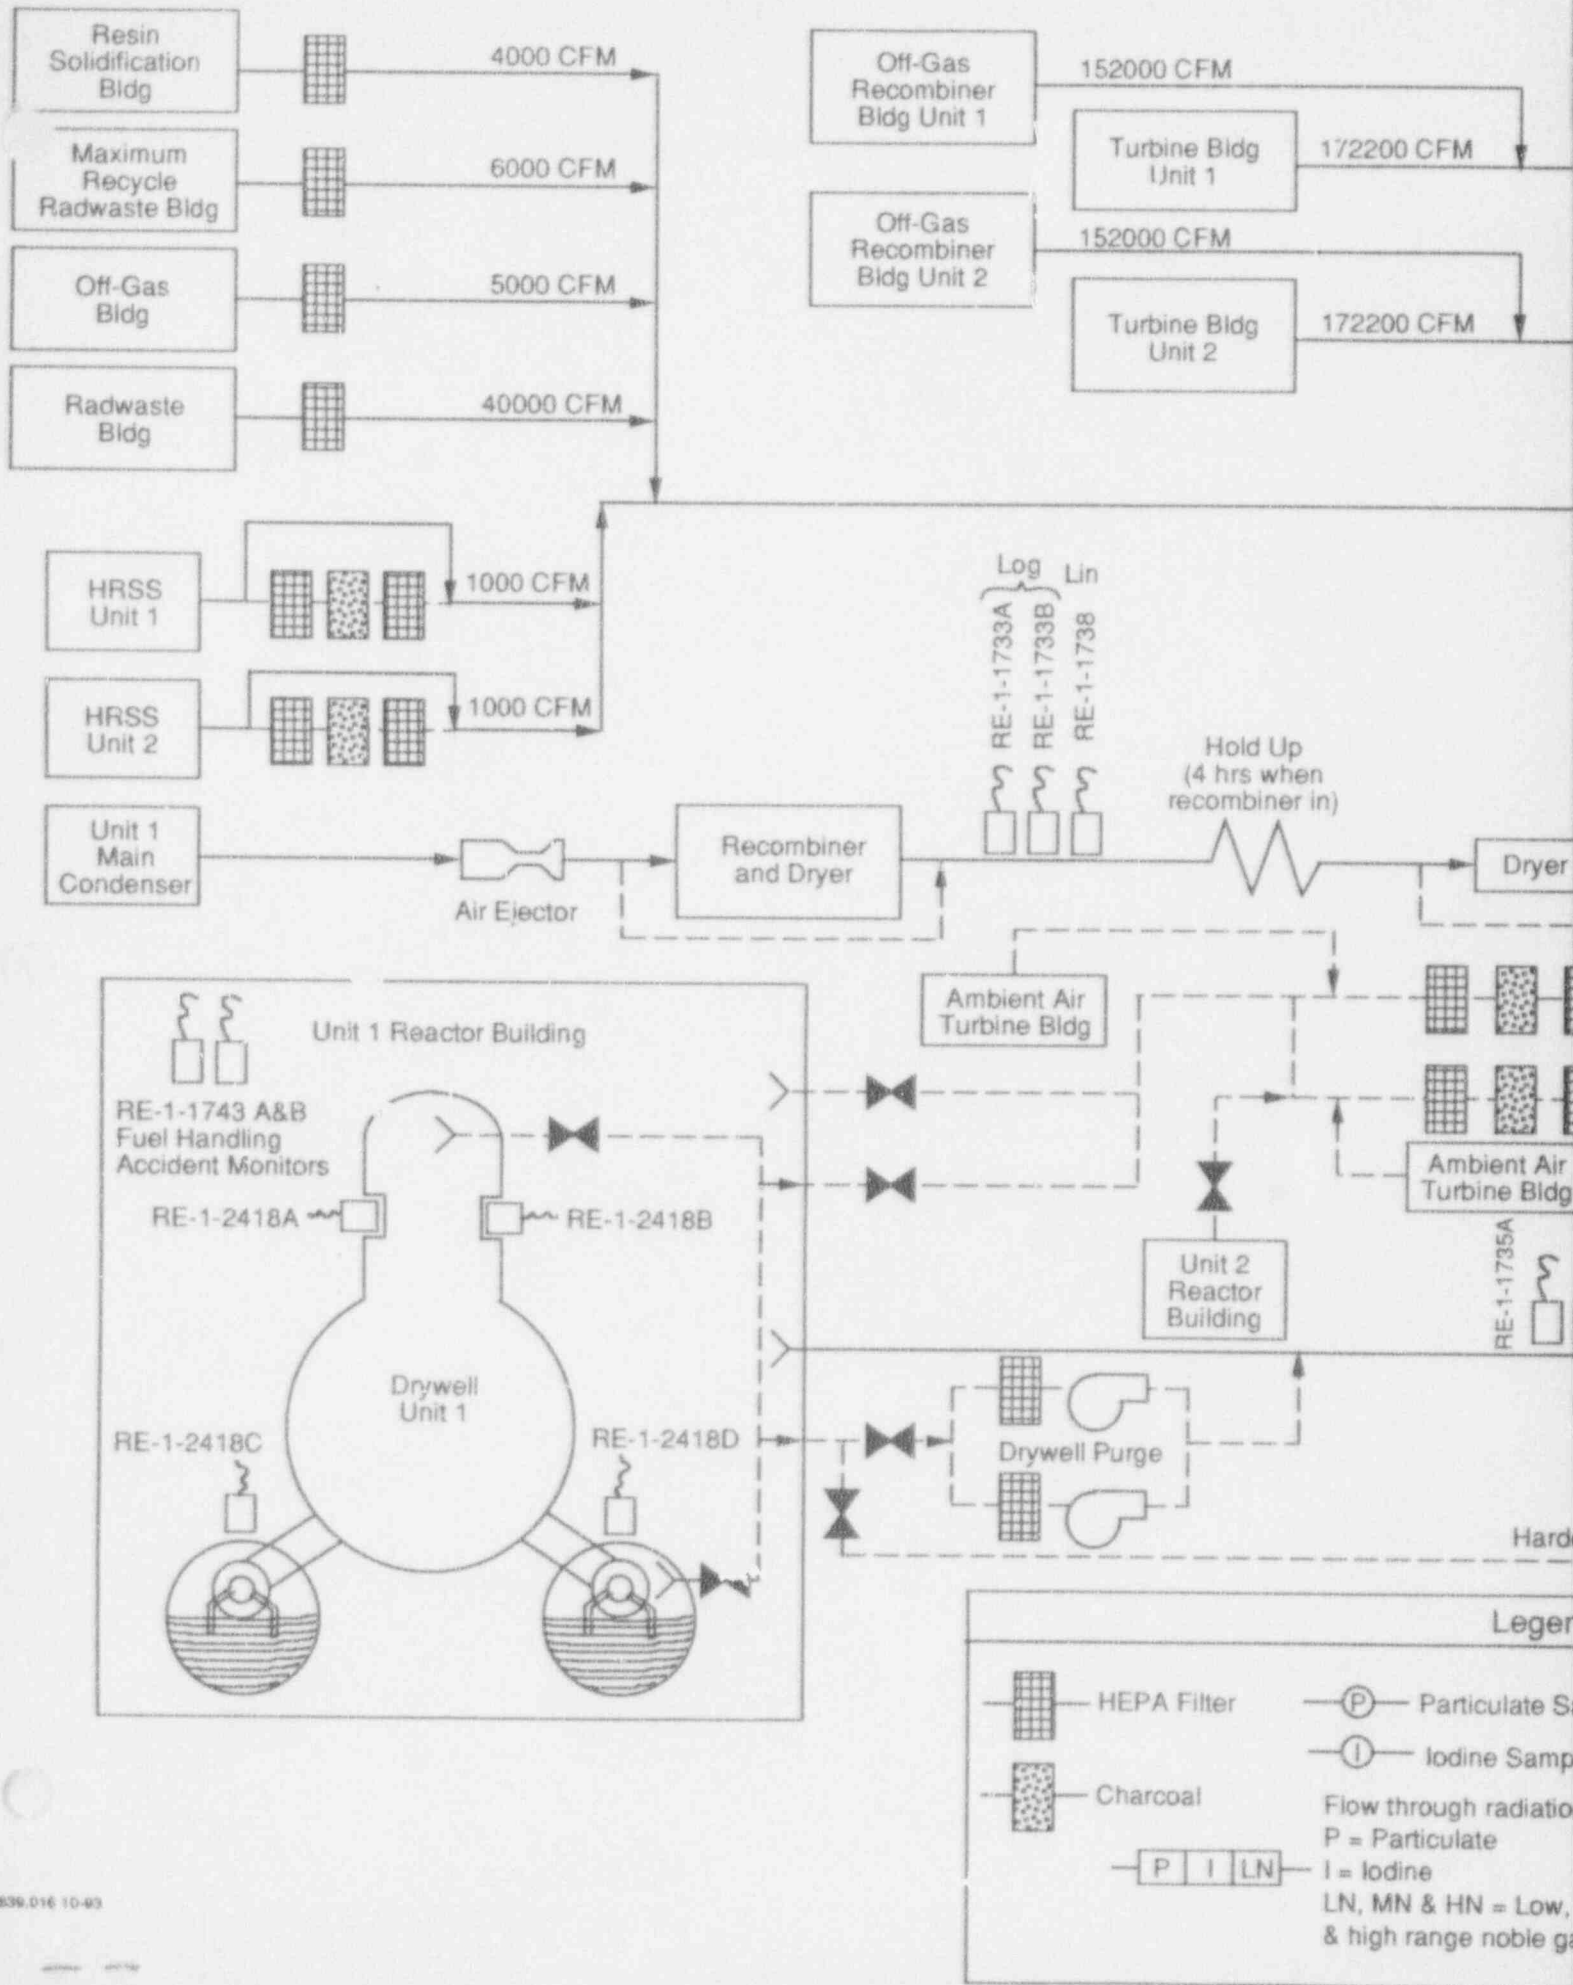 Resin
Solidification
Bldg
4000 CFM
Maximum
Recycle
Radwaste Bldg
6000 CFM
Off-Gas
Bldg
5000 CFM
Radwaste
Bldg
40000 CFM
Off-Gas
Recombiner
Bldg Unit 1
152000 CFM
Turbine Bldg
Unit 1
172200 CFM
Off-Gas
Recombiner
Bldg Unit 2
152000 CFM
Turbine Bldg
Unit 2
172200 CFM
HRSS
Unit 1
1000 CFM
HRSS
Unit 2
1000 CFM
Log
Lin
RE-1-1733A
RE-1-1733B
RE-1-1738
Hold Up
(4 hrs when
recombiner in)
Unit 1
Main
Condenser
Air Ejector
Recombiner
and Dryer
Dryer
Ambient Air
Turbine Bldg
Unit 1 Reactor Building
RE-1-1743 A&B
Fuel Handling
Accident Monitors
RE-1-2418A
RE-1-2418B
Ambient Air
Turbine Bldg
Unit 2
Reactor
Building
RE-1-1735A
Drywell
Unit 1
RE-1-2418C
RE-1-2418D
Drywell Purge
Harde
Legen
HEPA Filter
P
Particulate Sa
I
Iodine Samp
Charcoal
Flow through radiatio
P = Particulate
P I LN
I = Iodine
LN, MN & HN = Low,
& high range noble ga
839.016 10-93